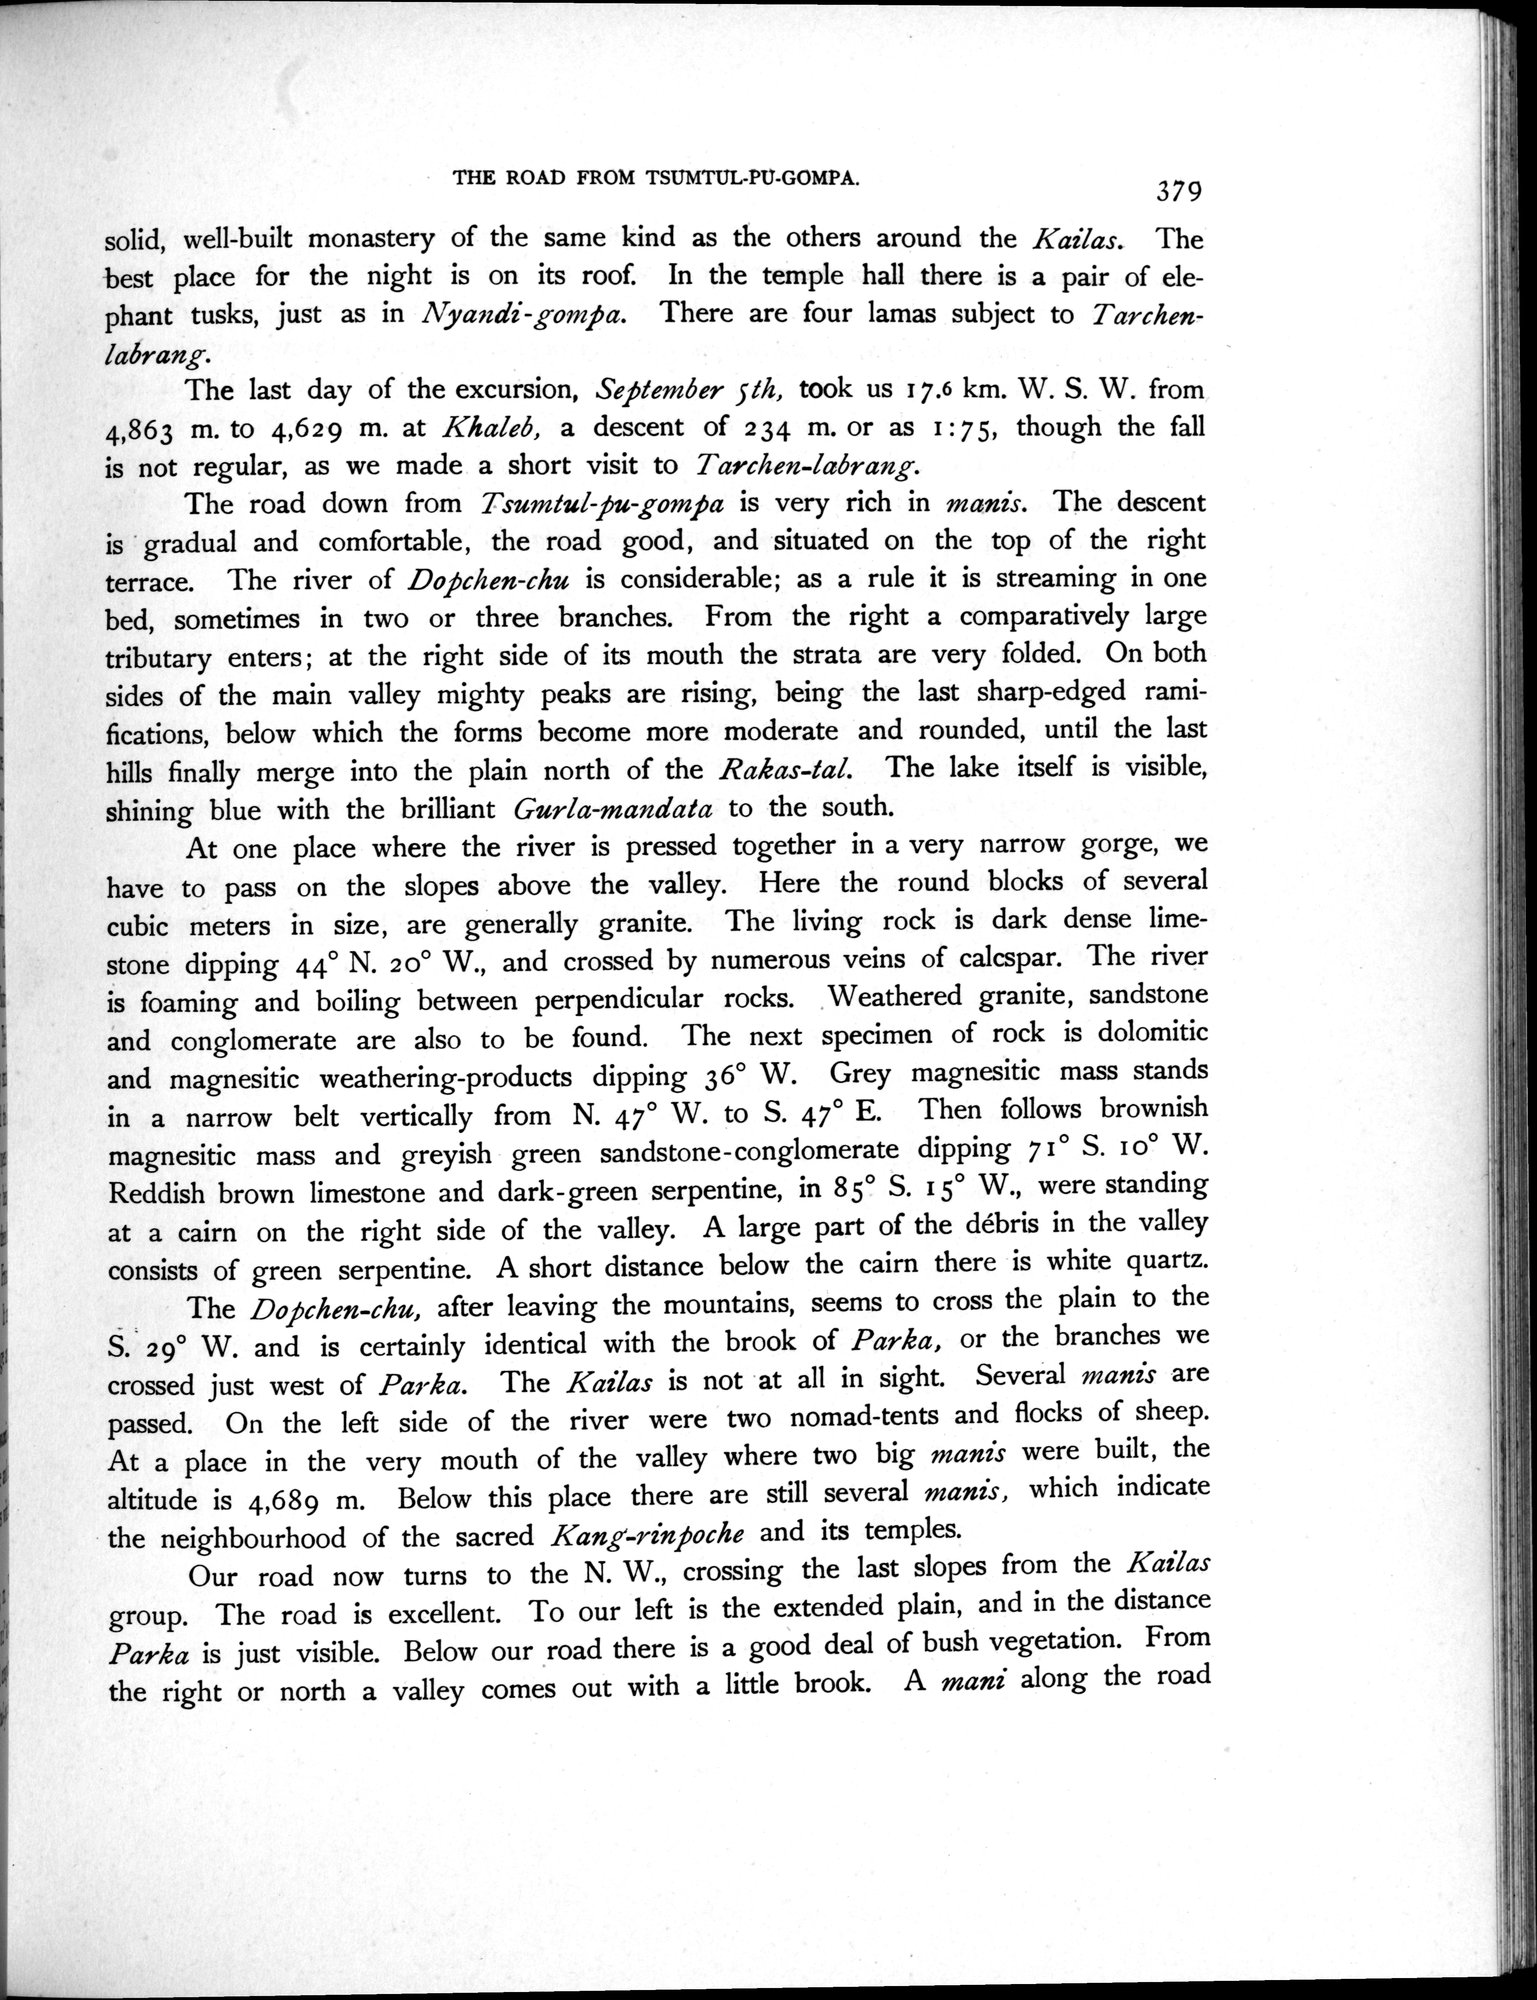 THE ROAD FROM TSUMTUL-PU-GOMPA.
379
solid, well-built monastery of the same kind as the others around the Kailas. The
best place for the night is on its roof. In the temple hall there is a pair of ele-
phant tusks, just as in Nyandi-gompa. There are four lamas subject to Tarchen-
labrang.
The last day of the excursion, September 5th, took us 17.6 km. W. S. W. from
4,863 m. to 4,629 m. at Khaleb, a descent of 234 m. or as 1:75, though the fall
is not regular, as we made a short visit to Tarchen-labrang.
The road down from Tsumtul-pu-gompa is very rich in manis. The descent
is gradual and comfortable, the road good, and situated on the top of the right
terrace. The river of Dopchen-chu is considerable; as a rule it is streaming in one
bed, sometimes in two or three branches. From the right a comparatively large
tributary enters; at the right side of its mouth the strata are very folded. On both
sides of the main valley mighty peaks are rising, being the last sharp-edged rami-
fications, below which the forms become more moderate and rounded, until the last
hills finally merge into the plain north of the Rakas-tal. The lake itself is visible,
shining blue with the brilliant Gurla-mandata to the south.
At one place where the river is pressed together in a very narrow gorge, we
have to pass on the slopes above the valley. Here the round blocks of several
cubic meters in size, are generally granite. The living rock is dark dense lime-
stone dipping 44° N. 20° W., and crossed by numerous veins of calcspar. The river
is foaming and boiling between perpendicular rocks. Weathered granite, sandstone
and conglomerate are also to be found. The next specimen of rock is dolomitic
and magnesitic weathering-products dipping 36° W. Grey magnesitic mass stands
in a narrow belt vertically from N. 47° W. to S. 47° E. Then follows brownish
magnesitic mass and greyish green sandstone-conglomerate dipping 71° S. 10° W.
Reddish brown limestone and dark-green serpentine, in 85° S. 15° W., were standing
at a cairn on the right side of the valley. A large part of the débris in the valley
consists of green serpentine. A short distance below the cairn there is white quartz.
The Dopchen-chu, after leaving the mountains, seems to cross the plain to the
S. 29° W. and is certainly identical with the brook of Parka, or the branches we
crossed just west of Parka. The Kailas is not at all in sight. Several manis are
passed. On the left side of the river were two nomad-tents and flocks of sheep.
At a place in the very mouth of the valley where two big manis were built, the
altitude is 4,689 m. Below this place there are still several manis, which indicate
the neighbourhood of the sacred Kang-rinpoche and its temples.
Our road now turns to the N. W., crossing the last slopes from the Kailas
group. The road is excellent. To our left is the extended plain, and in the distance
Parka is just visible. Below our road there is a good deal of bush vegetation. From
the right or north a valley comes out with a little brook. A mani along the road